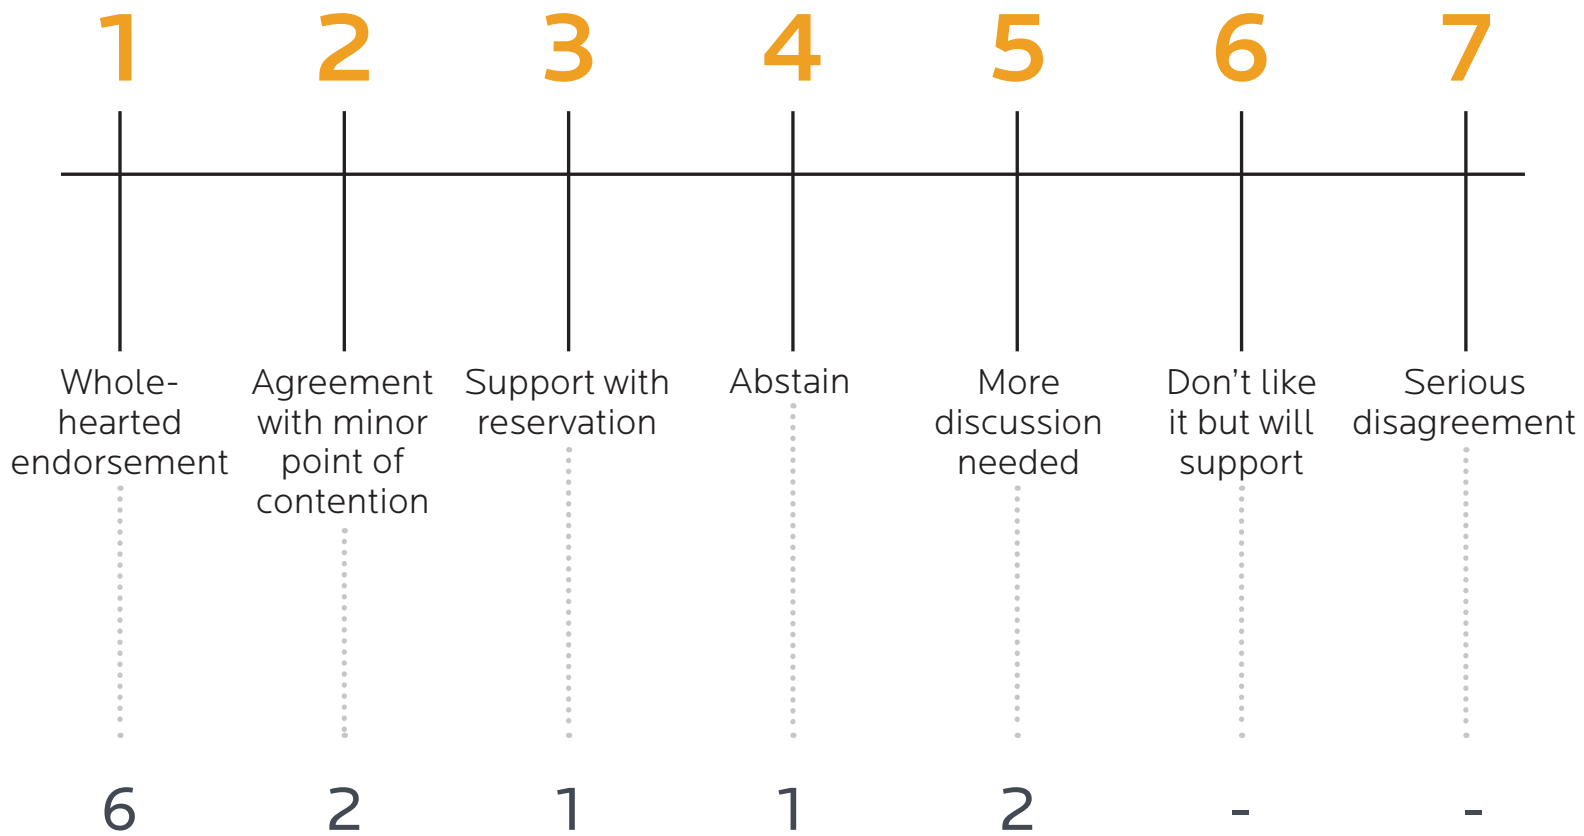 1 2 3 4 5 6 7
Whole-
hearted
endorsement
Agreement
with minor
point of
contention
Support with
reservation
Abstain
More
discussion
needed
Don’t like
it but will
support
Serious
disagreement
6 2 1 1 2 - -